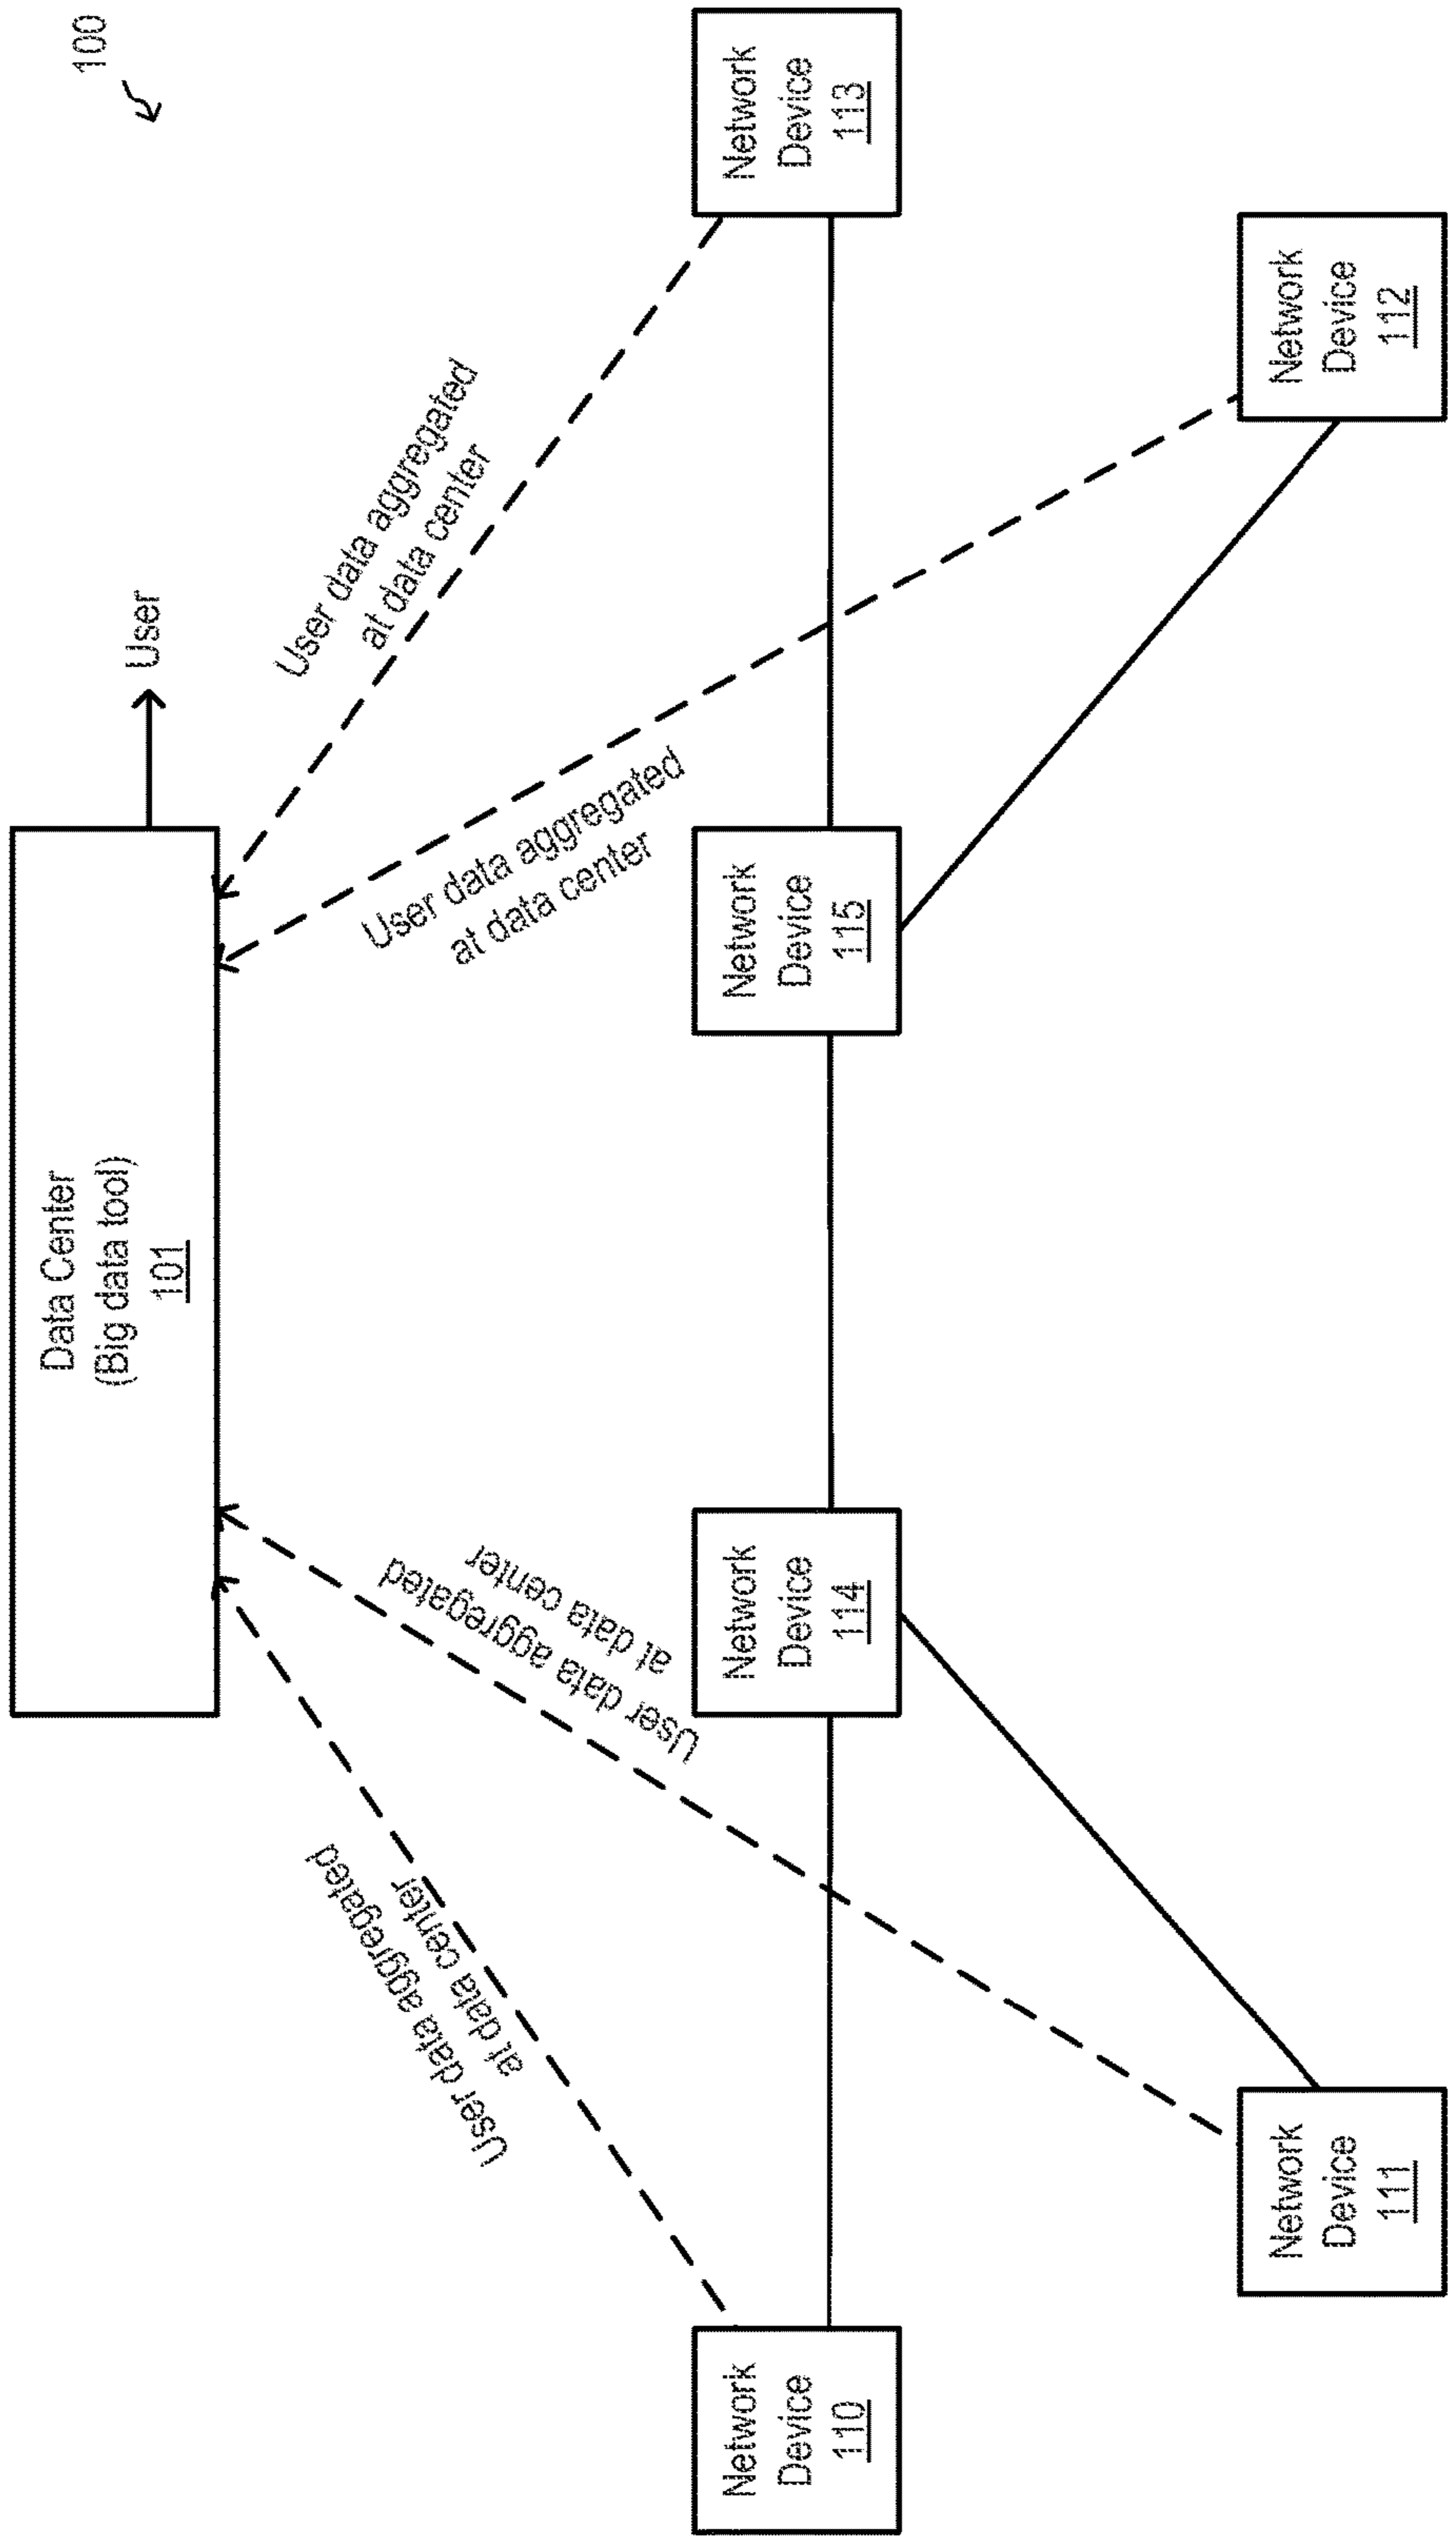 100
Data Center
(Big data tool)
101
User
User data aggregated
at data center
User data aggregated
at data center
User data aggregated
at data center
User data aggregated
at data center
Network
Device
110
Network
Device
114
Network
Device
115
Network
Device
113
Network
Device
111
Network
Device
112